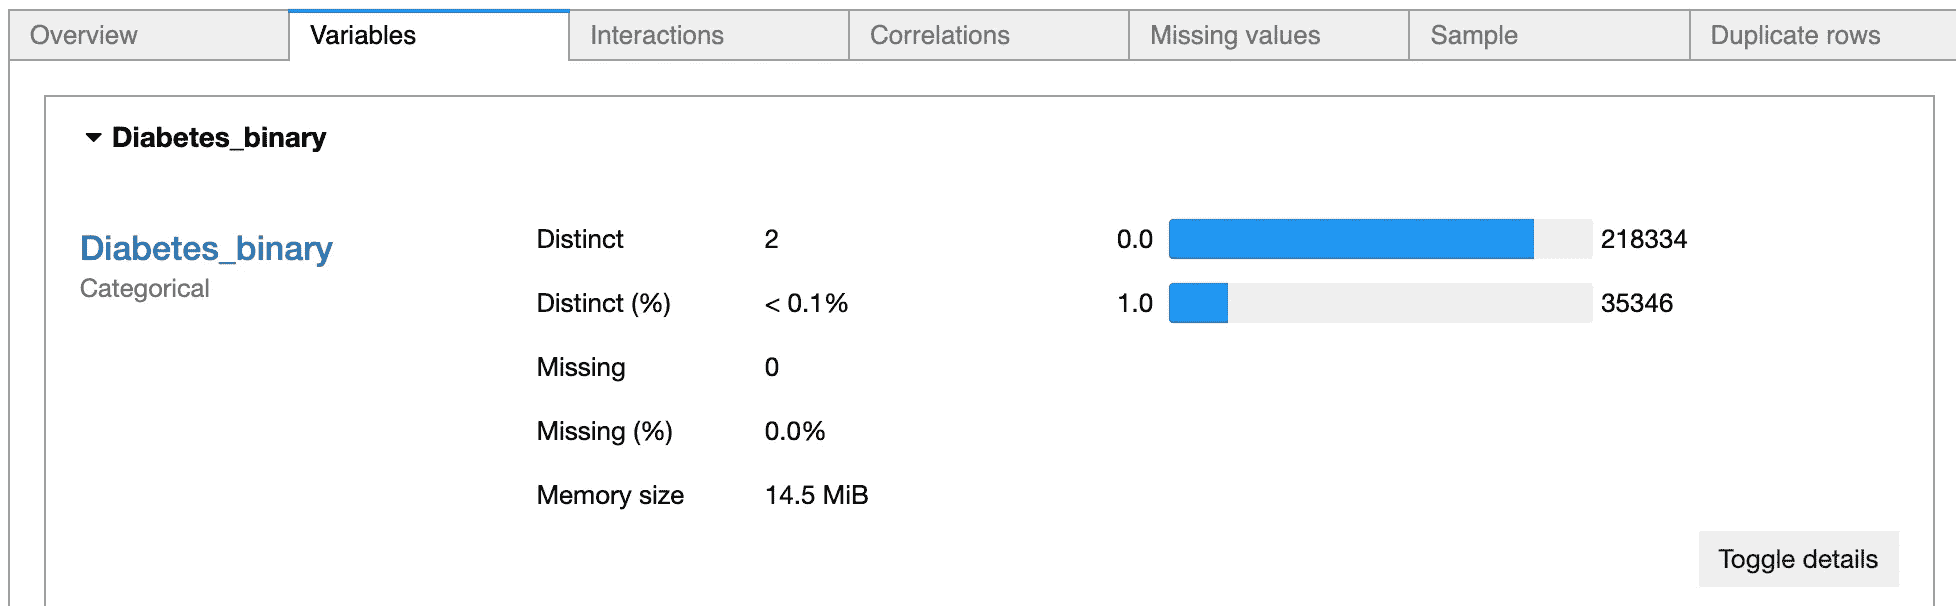 Overview Variables Interactions Correlations Missing values Sample Duplicate rows
Diabetes_binary
Diabetes_binary
Categorical
Distinct 2
Distinct (%) < 0.1%
Missing 0
Missing (%) 0.0%
Memory size 14.5 MiB
0.0 218334
1.0 35346
Toggle details